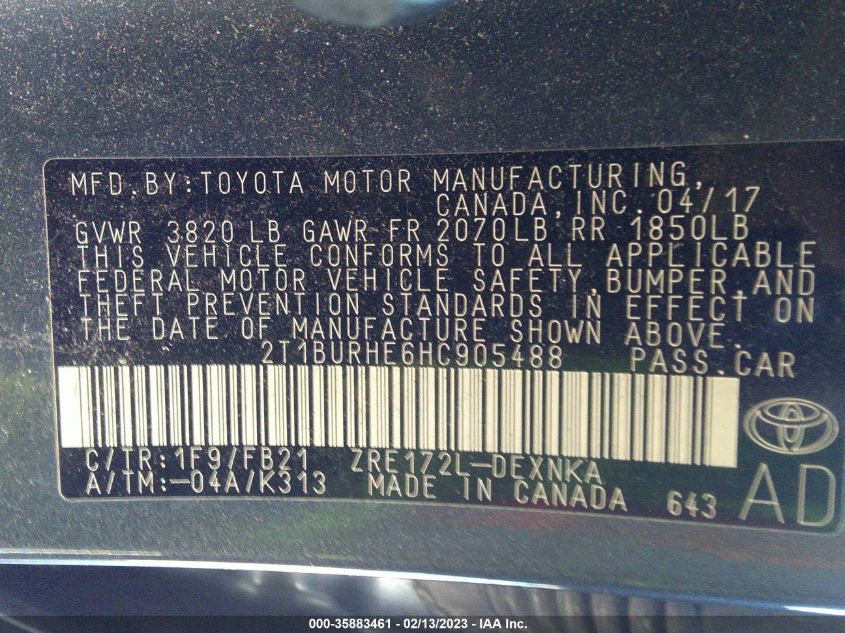 MFD.BY:TOYOTA MOTOR MANUFACTURING,
CANADA,INC.04/17
GVWR 3820 LB GAWR FR 2070LB RR 1850LB
THIS VEHICLE CONFORMS TO ALL APPLICABLE
FEDERAL MOTOR VEHICLE SAFETY,BUMPER,AND
THEFT PREVENTION STANDARDS IN EFFECT ON
THE DATE OF MANUFACTURE SHOWN ABOVE.
2T1BURHE6HC905488 PASS.CAR
C/TR:1F9/FB21 ZRE172L-DEXNKA
A/TM:-04A/K313 MADE IN CANADA 643 AD
000-35883461 - 02/13/2023 - IAA Inc.